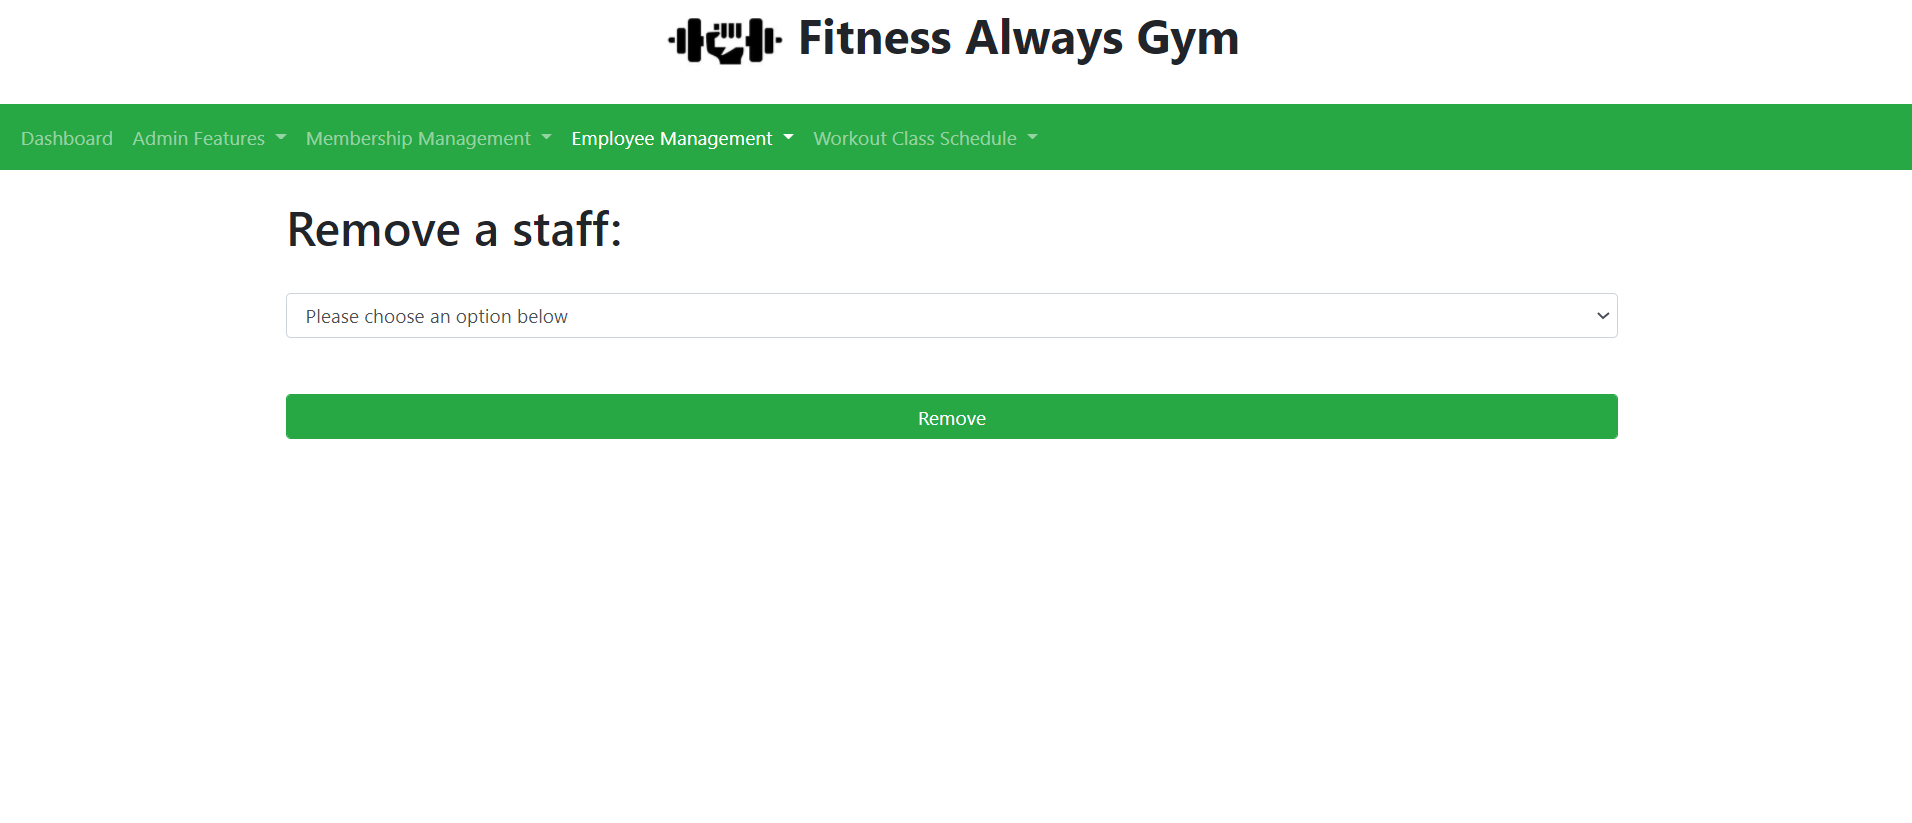 Fitness Always Gym
Dashboard Admin Features Membership Management Employee Management Workout Class Schedule
Remove a staff:
Please choose an option below
Remove